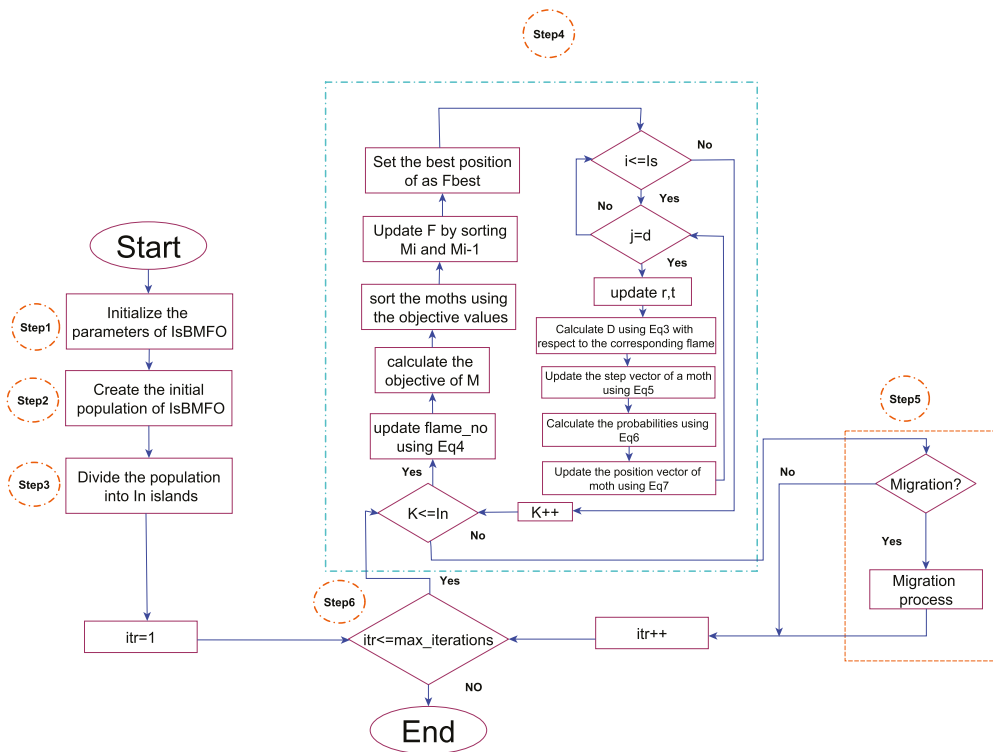 Step4
Start
Step1
Initialize the
parameters of IsBMFO
Step2
Create the initial
population of IsBMFO
Step3
Divide the population
into In islands
itr=1
Set the best position
of as Fbest
Update F by sorting
Mi and Mi-1
sort the moths using
the objective values
calculate the
objective of M
update flame_no
using Eq4
Yes
K<=In
No
K++
i<=Is
No
Yes
No
j=d
Yes
update r,t
Calculate D using Eq3 with
respect to the corresponding flame
Update the step vector of a moth
using Eq5
Calculate the probabilities using
Eq6
Update the position vector of
moth using Eq7
Step5
No
Migration?
Yes
Migration
process
Step6
Yes
itr<=max_iterations
itr++
NO
End